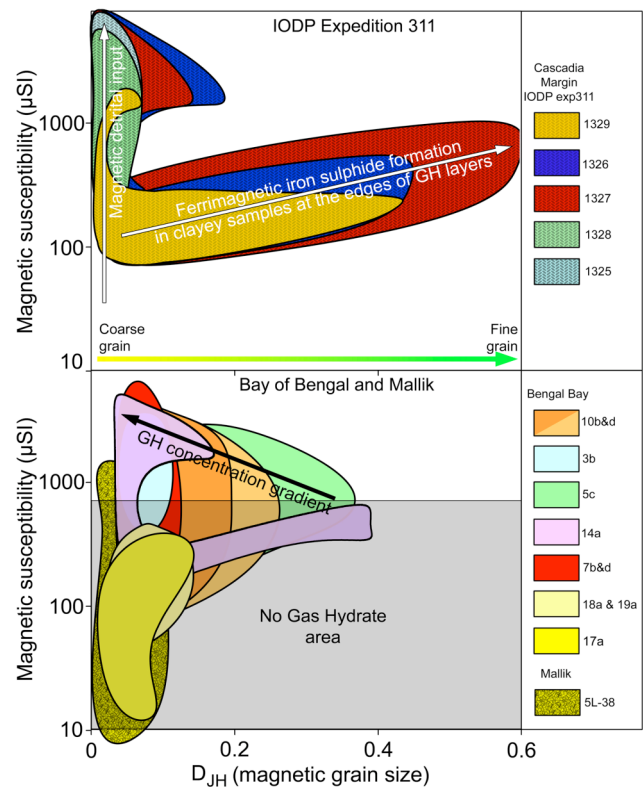 IODP Expedition 311
Magnetic susceptibility (µSI)
1000
100
10
Magnetic detrital input
Ferrimagnetic iron sulphide formation
in clayey samples at the edges of GH layers
Coarse
grain
Fine
grain
Cascadia
Margin
IODP exp311
1329
1326
1327
1328
1325
Bay of Bengal and Mallik
Magnetic susceptibility (µSI)
1000
100
10
GH concentration gradient
No Gas Hydrate
area
0
0.2
0.4
0.6
DJH (magnetic grain size)
Bengal Bay
10b&d
3b
5c
14a
7b&d
18a & 19a
17a
Mallik
5L-38